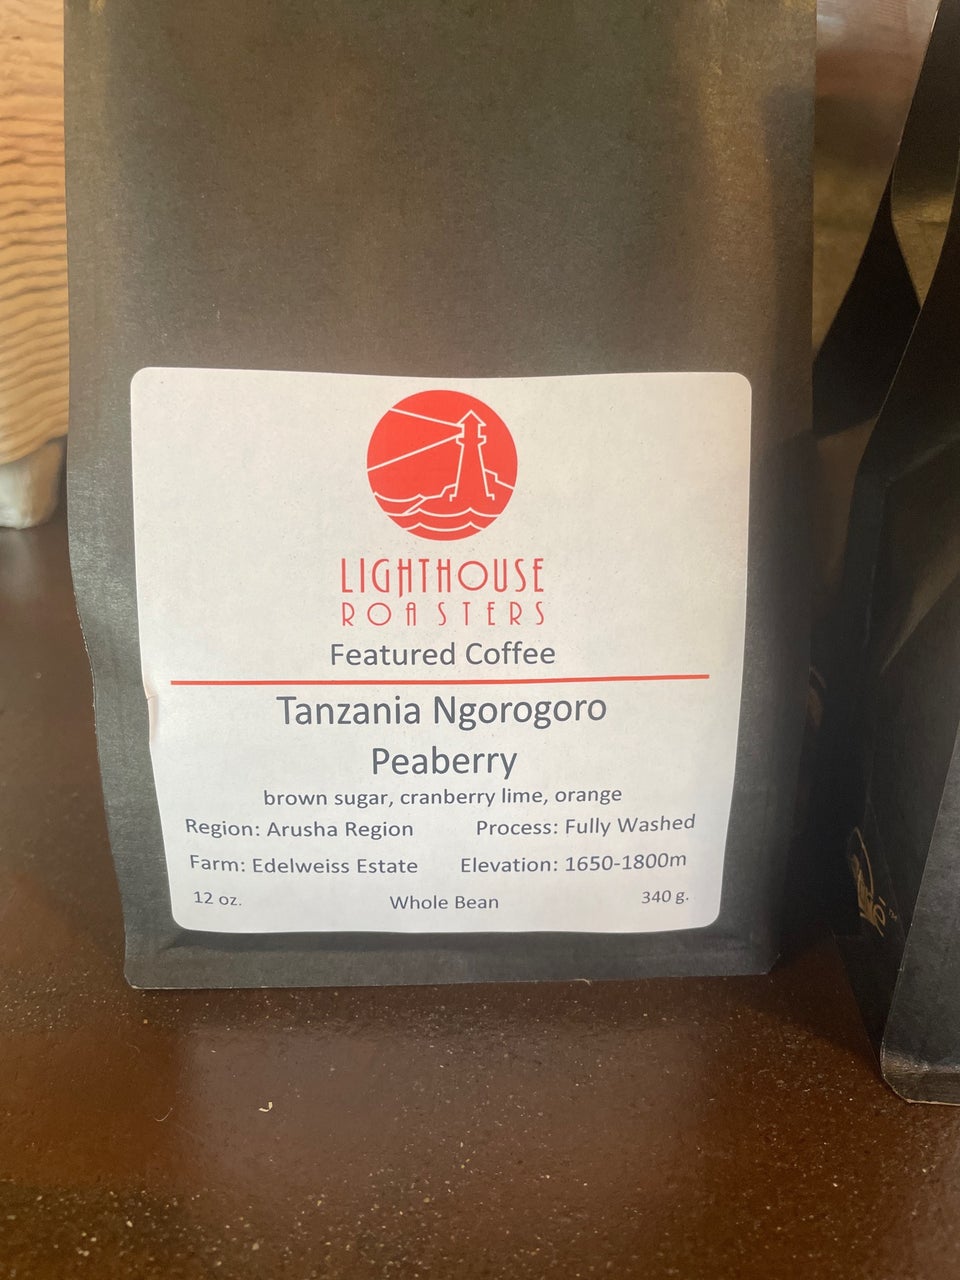 LIGHTHOUSE
ROASTERS
Featured Coffee
Tanzania Ngorogoro
Peaberry
brown sugar, cranberry lime, orange
Region: Arusha Region Process: Fully Washed
Farm: Edelweiss Estate Elevation: 1650-1800m
12 oz. Whole Bean 340 g.